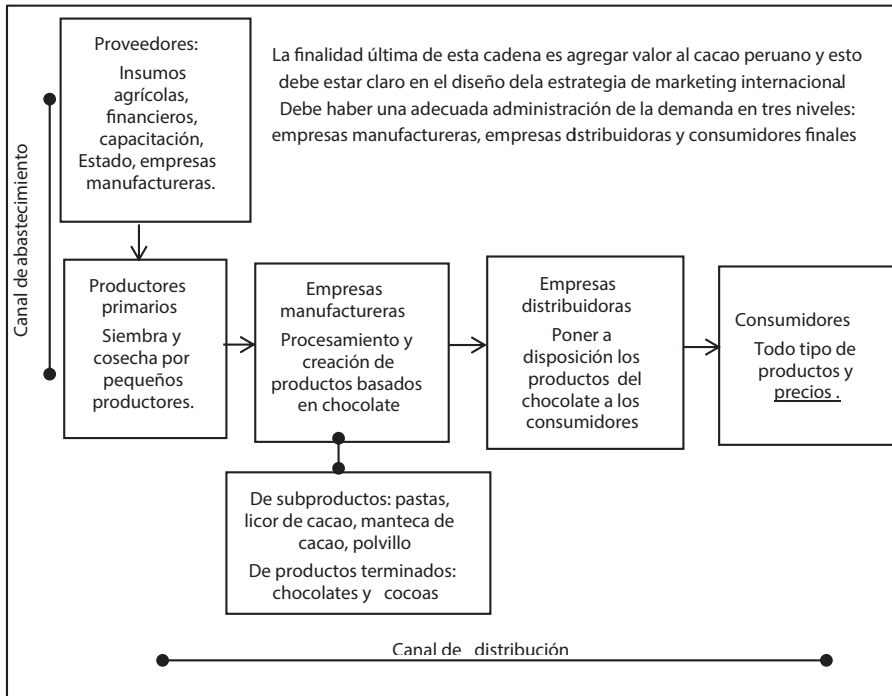 Proveedores:
Insumos
agrícolas,
financieros,
capacitación,
Estado, empresas
manufactureras.
La finalidad última de esta cadena es agregar valor al cacao peruano y esto
debe estar claro en el diseño dela estrategia de marketing internacional
Debe haber una adecuada administración de la demanda en tres niveles:
empresas manufactureras, empresas dstribuidoras y consumidores finales
Canal deabastecimiento
Productores
primarios
Siembra y
cosecha por
pequeños
productores.
Empresas
manufactureras
Procesamiento y
creación de
productos basados
en chocolate
Empresas
distribuidoras
Poner a
disposición los
productos del
chocolate a los
consumidores
Consumidores
Todo tipo de
productos y
precios .
De subproductos: pastas,
licor de cacao, manteca de
cacao, polvillo
De productos terminados:
chocolates y cocoas
Canal de distribución